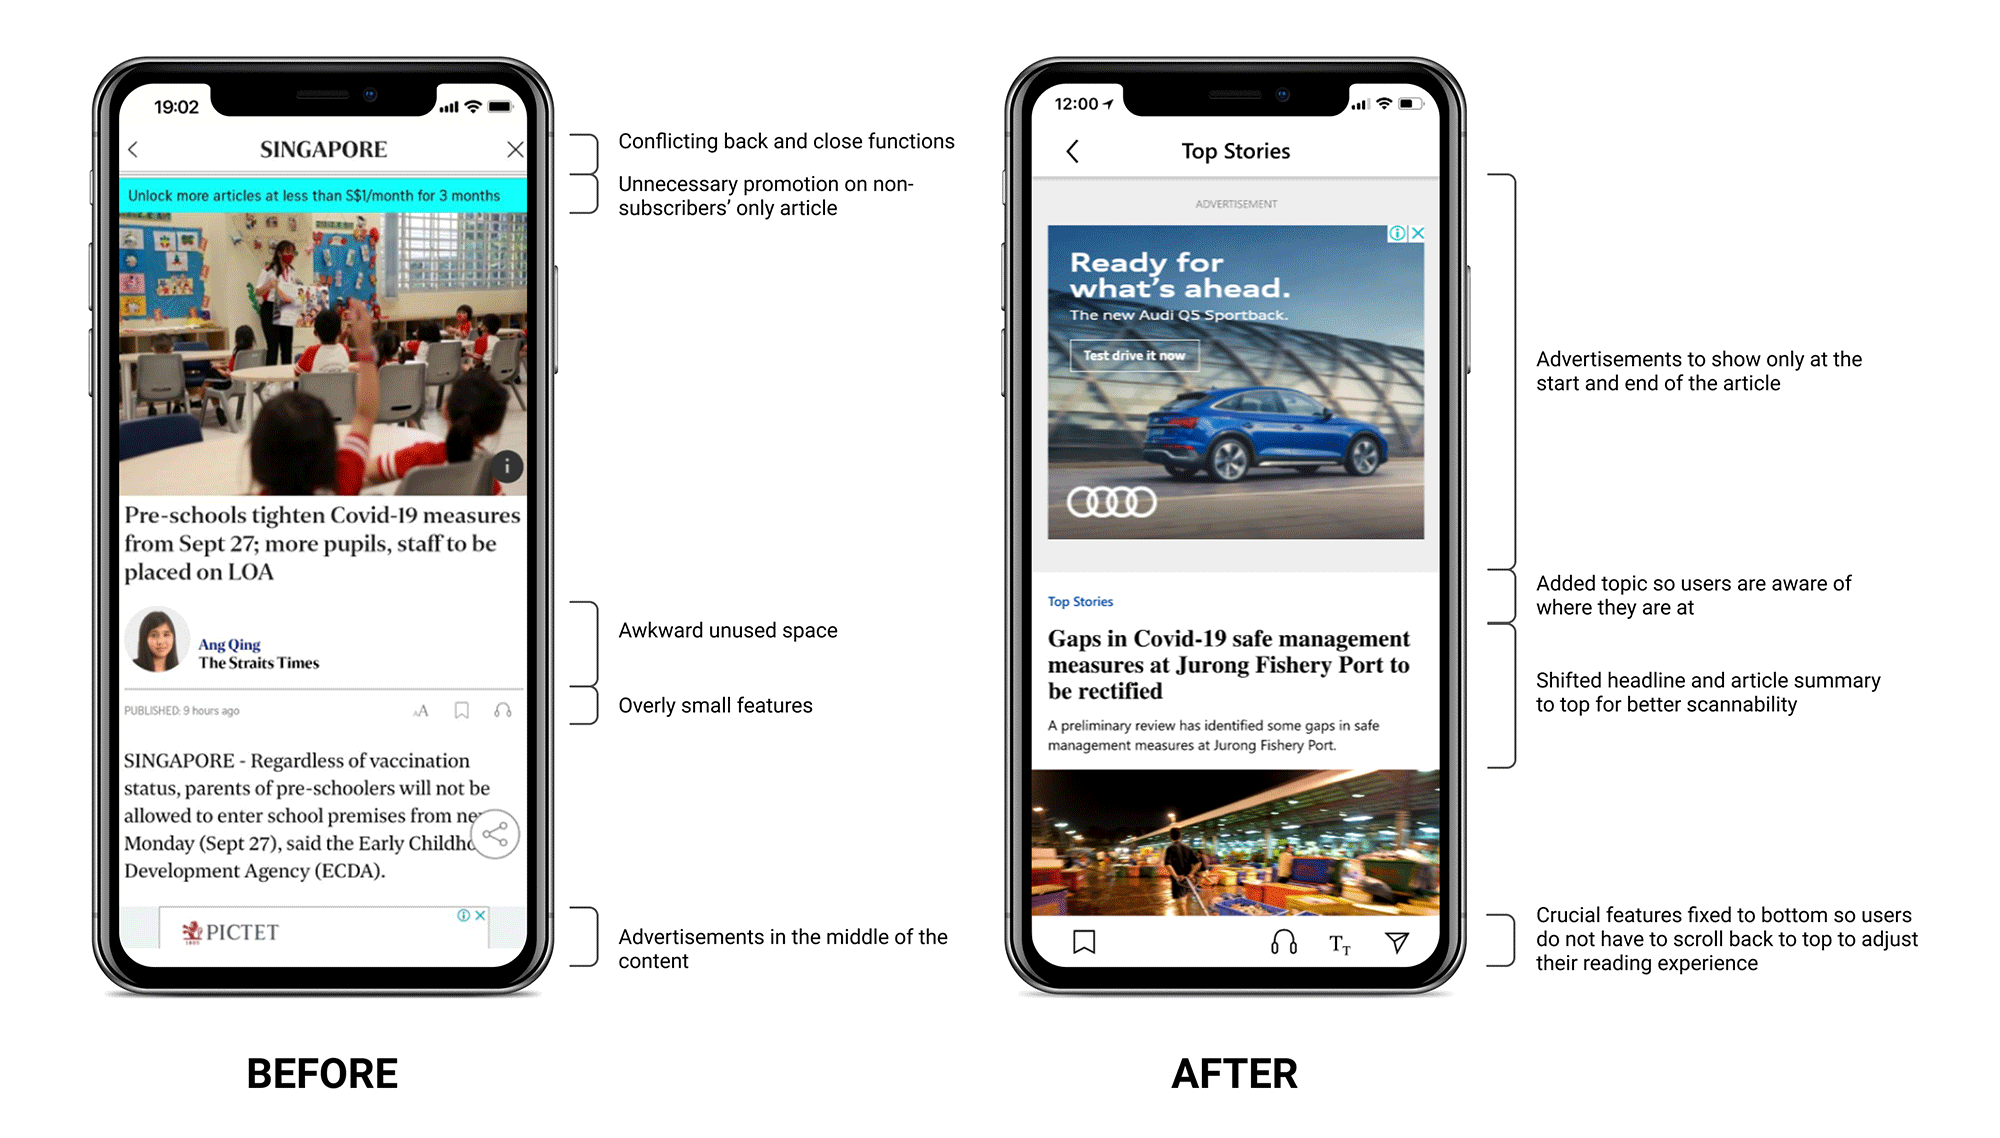 19:02
SINGAPORE
Unlock more articles at less than S$1/month for 3 months
Pre-schools tighten Covid-19 measures
from Sept 27; more pupils, staff to be
placed on LOA
Ang Qing
The Straits Times
PUBLISHED: 9 hours ago
AA
SINGAPORE - Regardless of vaccination
status, parents of pre-schoolers will not be
allowed to enter school premises from ne
Monday (Sept 27), said the Early Childho
Development Agency (ECDA).
PICTET
1805
Conflicting back and close functions
Unnecessary promotion on non-
subscribers’ only article
Awkward unused space
Overly small features
Advertisements in the middle of the
content
BEFORE
12:00
Top Stories
ADVERTISEMENT
Ready for
what’s ahead.
The new Audi Q5 Sportback.
Test drive it now
Top Stories
Gaps in Covid-19 safe management
measures at Jurong Fishery Port to
be rectified
A preliminary review has identified some gaps in safe
management measures at Jurong Fishery Port.
TT
Advertisements to show only at the
start and end of the article
Added topic so users are aware of
where they are at
Shifted headline and article summary
to top for better scannability
Crucial features fixed to bottom so users
do not have to scroll back to top to adjust
their reading experience
AFTER